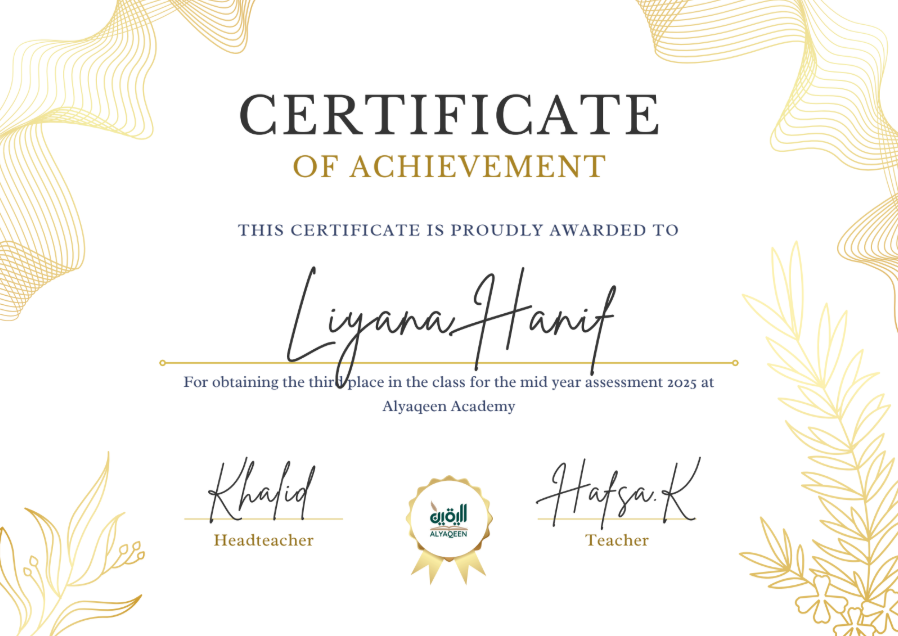 CERTIFICATE
OF ACHIEVEMENT
THIS CERTIFICATE IS PROUDLY AWARDED TO
Liyana Hanif
For obtaining the third place in the class for the mid year assessment 2025 at
Alyaqeen Academy
Khalid
Hafsa.K
Headteacher
Teacher
اليقين
ALYAQEEN